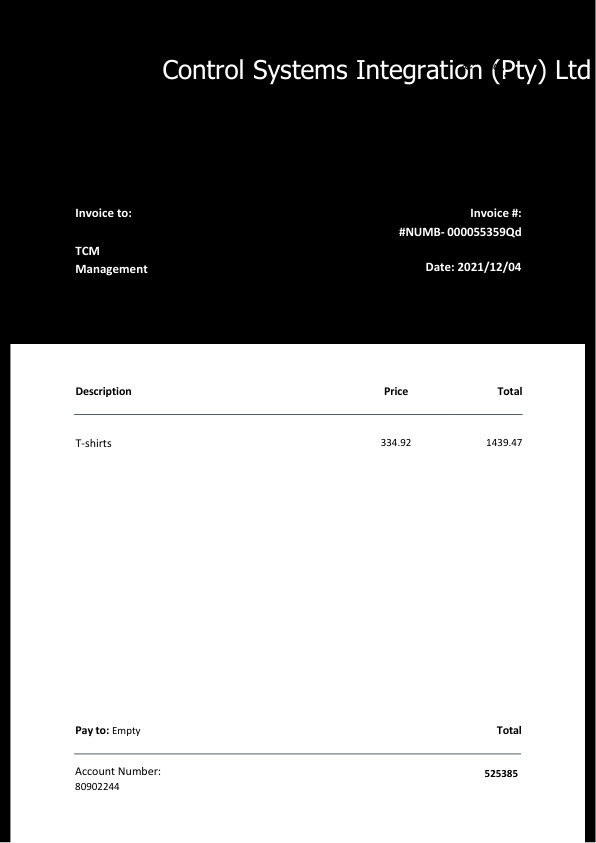 Control Systems Integration (Pty) Ltd
Invoice to:
Invoice #:
#NUMB- 000055359Qd
TCM
Management
Date: 2021/12/04
Description Price Total
T-shirts 334.92 1439.47
Pay to: Empty Total
Account Number:
80902244
525385